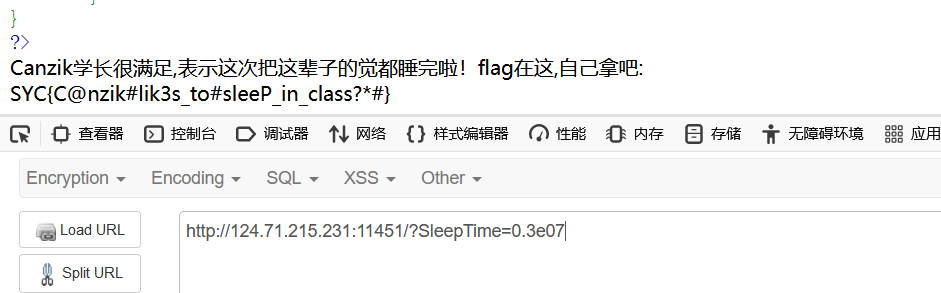 }
?>
Canzik学长很满足,表示这次把这辈子的觉都睡完啦！flag在这,自己拿吧:
SYC{C@nzik#lik3s_to#sleeP_in_class?*#}
查看器 控制台 调试器 网络 样式编辑器 性能 内存 存储 无障碍环境 应用
Encryption Encoding SQL XSS Other
Load URL http://124.71.215.231:11451/?SleepTime=0.3e07
Split URL